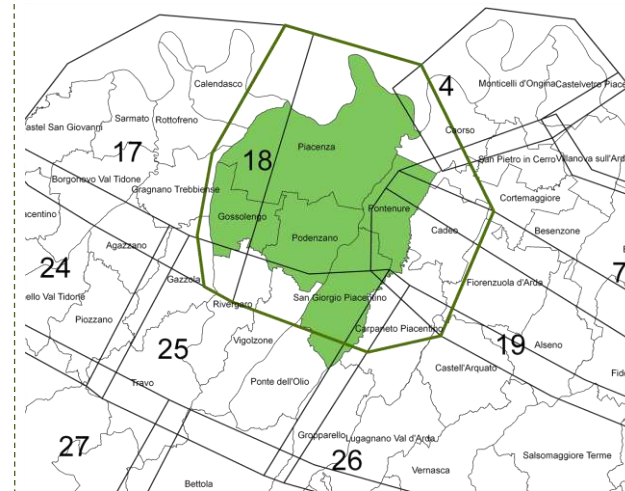 Calendasco
Monticelli d'Ongina
Castelvetro Piace
4
Sarmato
Rottofreno
astel San Giovanni
Caorso
17
18
Piacenza
San Pietro in Cerro
Villanova sull'Ard
Borgonovo Val Tidone
Gragnano Trebbiense
Cortemaggiore
acentino
Gossolengo
Pontenure
Podenzano
Cadeo
Besenzone
Agazzano
24
Gazzola
7
ello Val Tidone
Rivergaro
San Giorgio Piacentino
Fiorenzuola d'Arda
Piozzano
Carpaneto Piacentino
25
Vigolzone
19
Alseno
Castell'Arquato
Fid
Travo
Ponte dell'Olio
27
Gropparello
Lugagnano Val d'Arda
26
Salsomaggiore Terme
Vernasca
Bettola